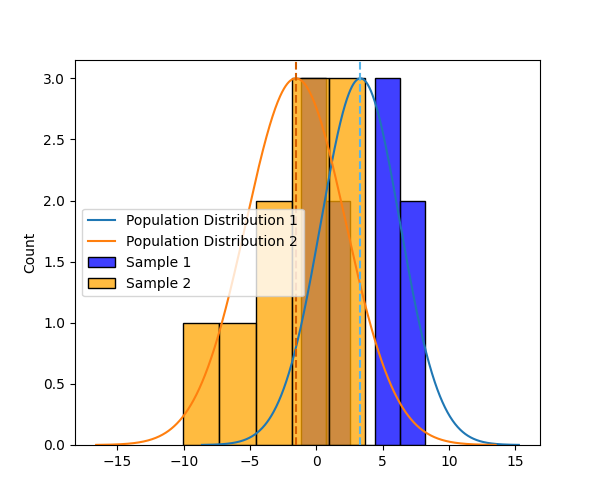 3.0
2.5
2.0
1.5
1.0
0.5
0.0
Count
Population Distribution 1
Population Distribution 2
Sample 1
Sample 2
−15 −10 −5 0 5 10 15